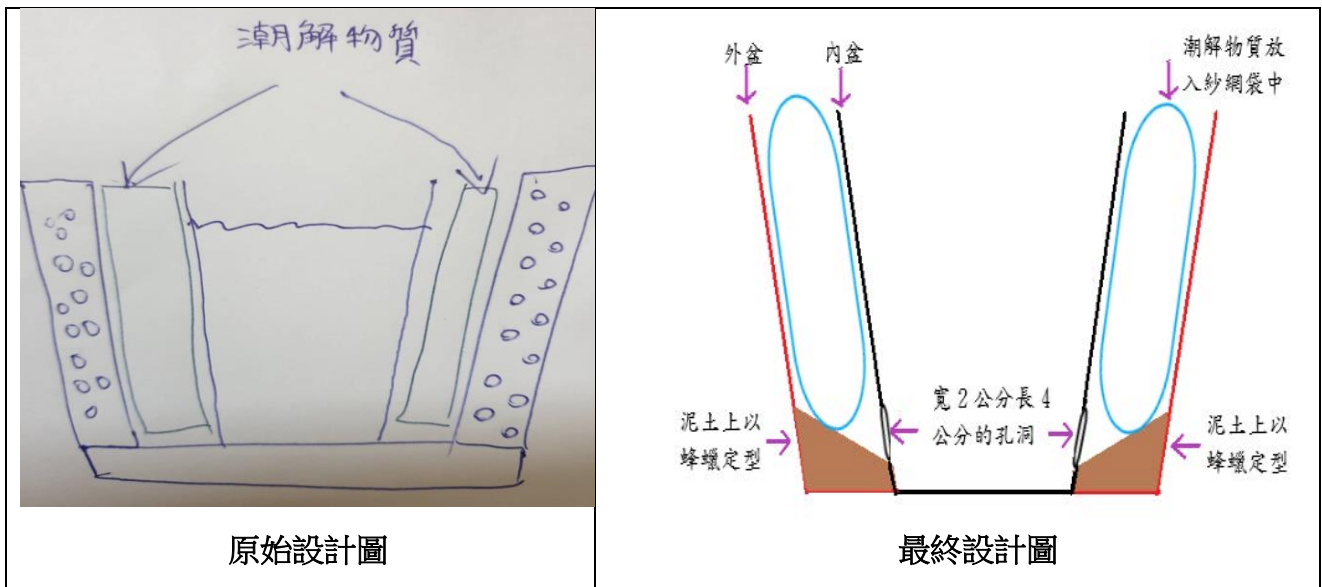 潮解物質
原始設計圖
外盆
內盆
潮解物質放
入紗網袋中
寬2公分長4
公分的孔洞
泥土上以
蜂蠟定型
泥土上以
蜂蠟定型
最終設計圖